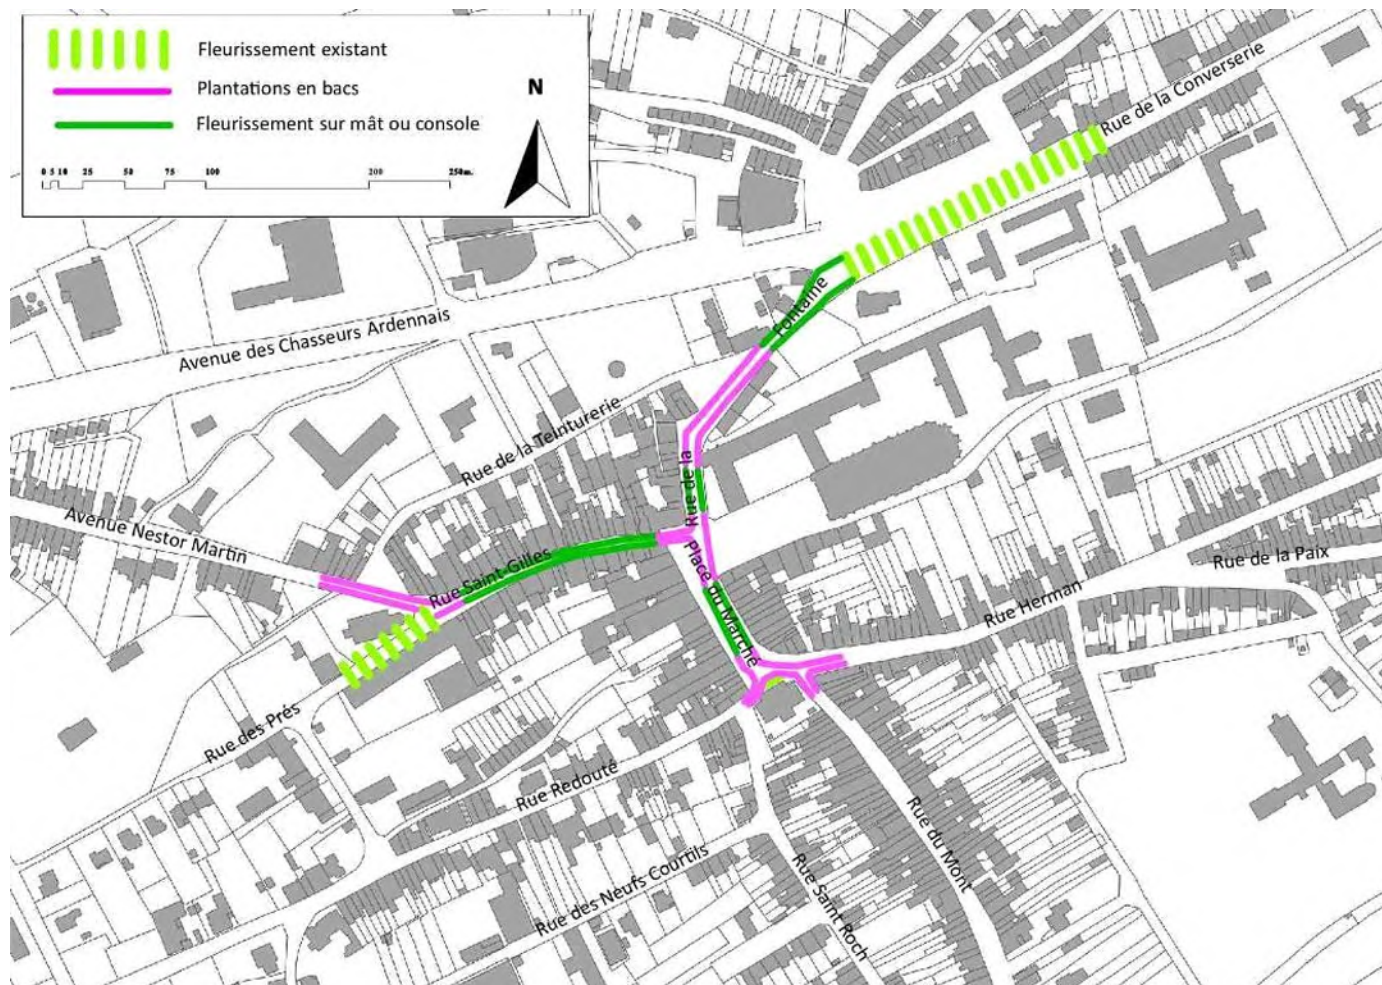 Fleurissement existant
Plantations en bacs
Fleurissement sur mât ou console
N
0 5 10 25 50 75 100 200 250m.
Rue de la Converserie
Fontaine
Avenue des Chasseurs Ardennais
Rue de la Teinturerie
Rue de la
Avenue Nestor Martin
Rue Saint-Gilles
Place du Marché
Rue de la Paix
Rue Herman
Rue des Prés
Rue Redouté
Rue du Mont
Rue des Neufs Courtils
Rue Saint Roch